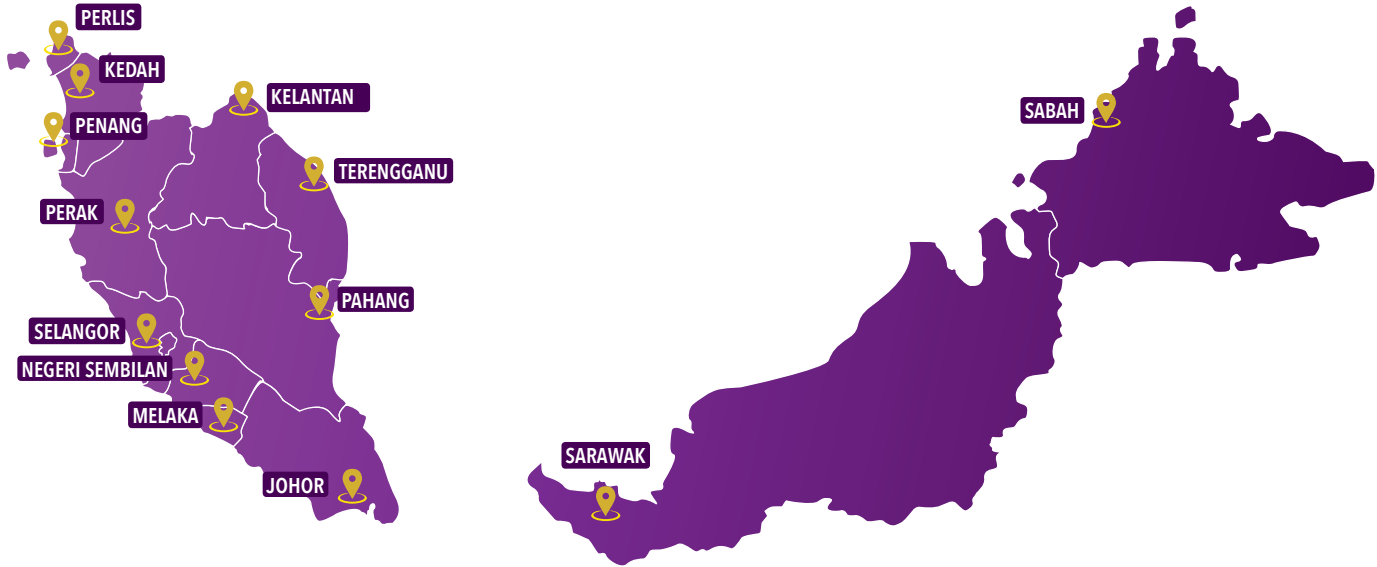 PERLIS
KEDAH
KELANTAN
PENANG
TERENGGANU
PERAK
PAHANG
SELANGOR
NEGERI SEMBILAN
MELAKA
JOHOR
SABAH
SARAWAK